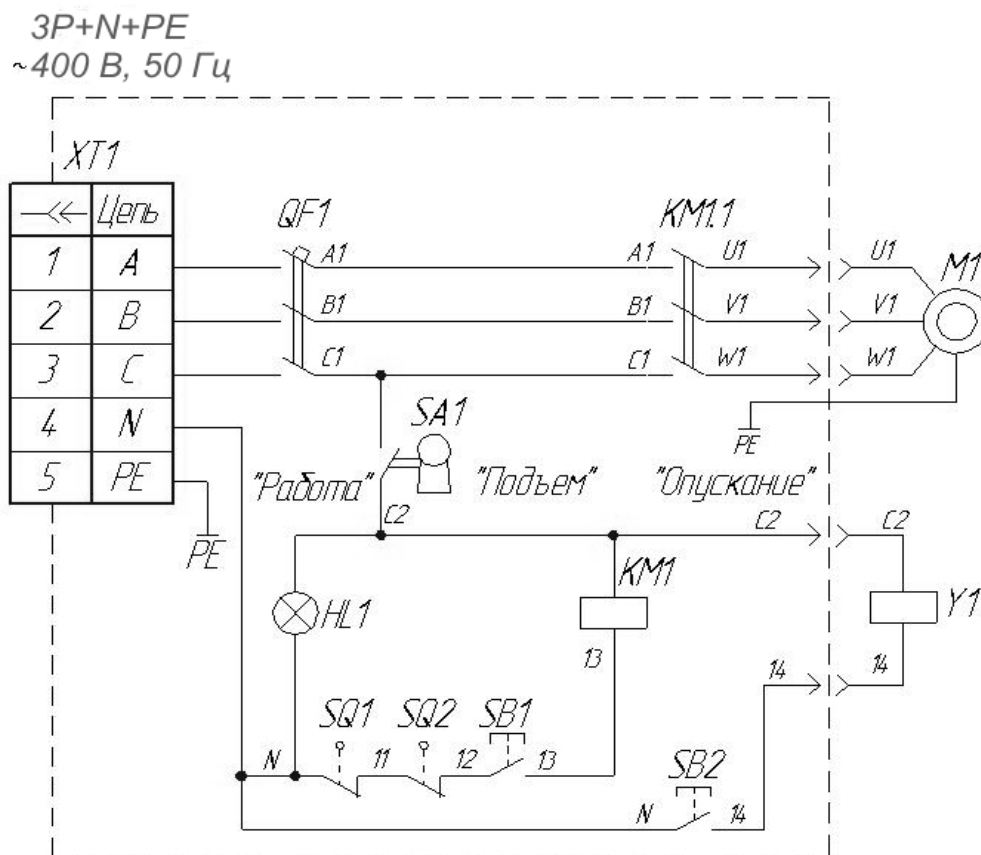 3P+N+PE
~400 В, 50 Гц
XT1
Цепь
QF1
KM1.1
1 A
A1
A1
U1
U1
M1
2 B
B1
B1
V1
V1
3 C
C1
C1
W1
W1
4 N
SA1
PE
5 PE
"Работа"
"Подъем"
"Опускание"
C2
C2
C2
PE
KM1
HL1
Y1
13
14
14
SQ1
SQ2
SB1
N
11
12
13
SB2
N
14